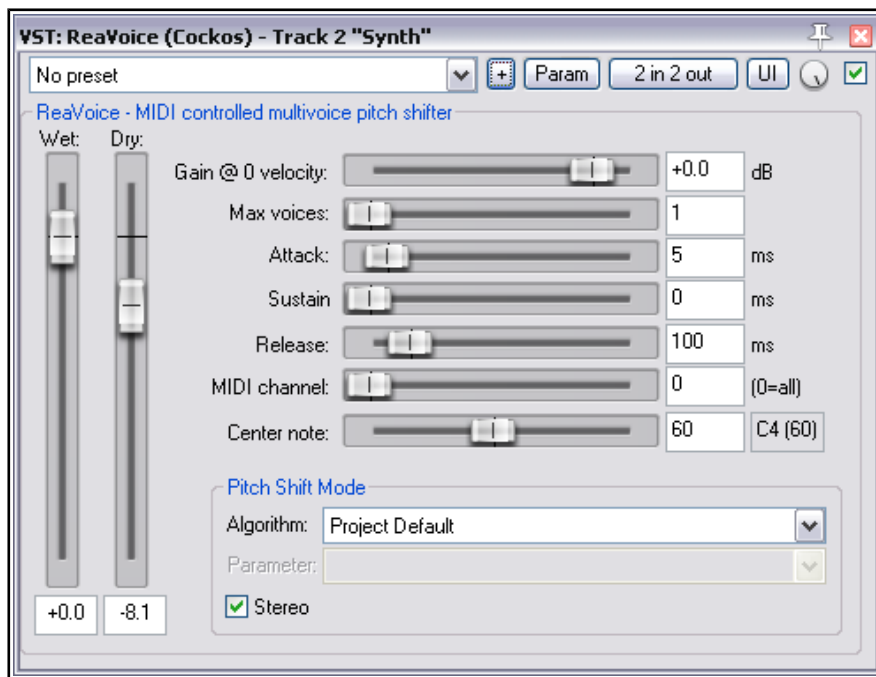 VST: ReaVoice (Cockos) - Track 2 "Synth"
No preset + Param 2 in 2 out UI
ReaVoice - MIDI controlled multivoice pitch shifter
Wet: Dry:
Gain @ 0 velocity: +0.0 dB
Max voices: 1
Attack: 5 ms
Sustain 0 ms
Release: 100 ms
MIDI channel: 0 (0=all)
Center note: 60 C4 (60)
Pitch Shift Mode
Algorithm: Project Default
Parameter:
Stereo
+0.0 -8.1